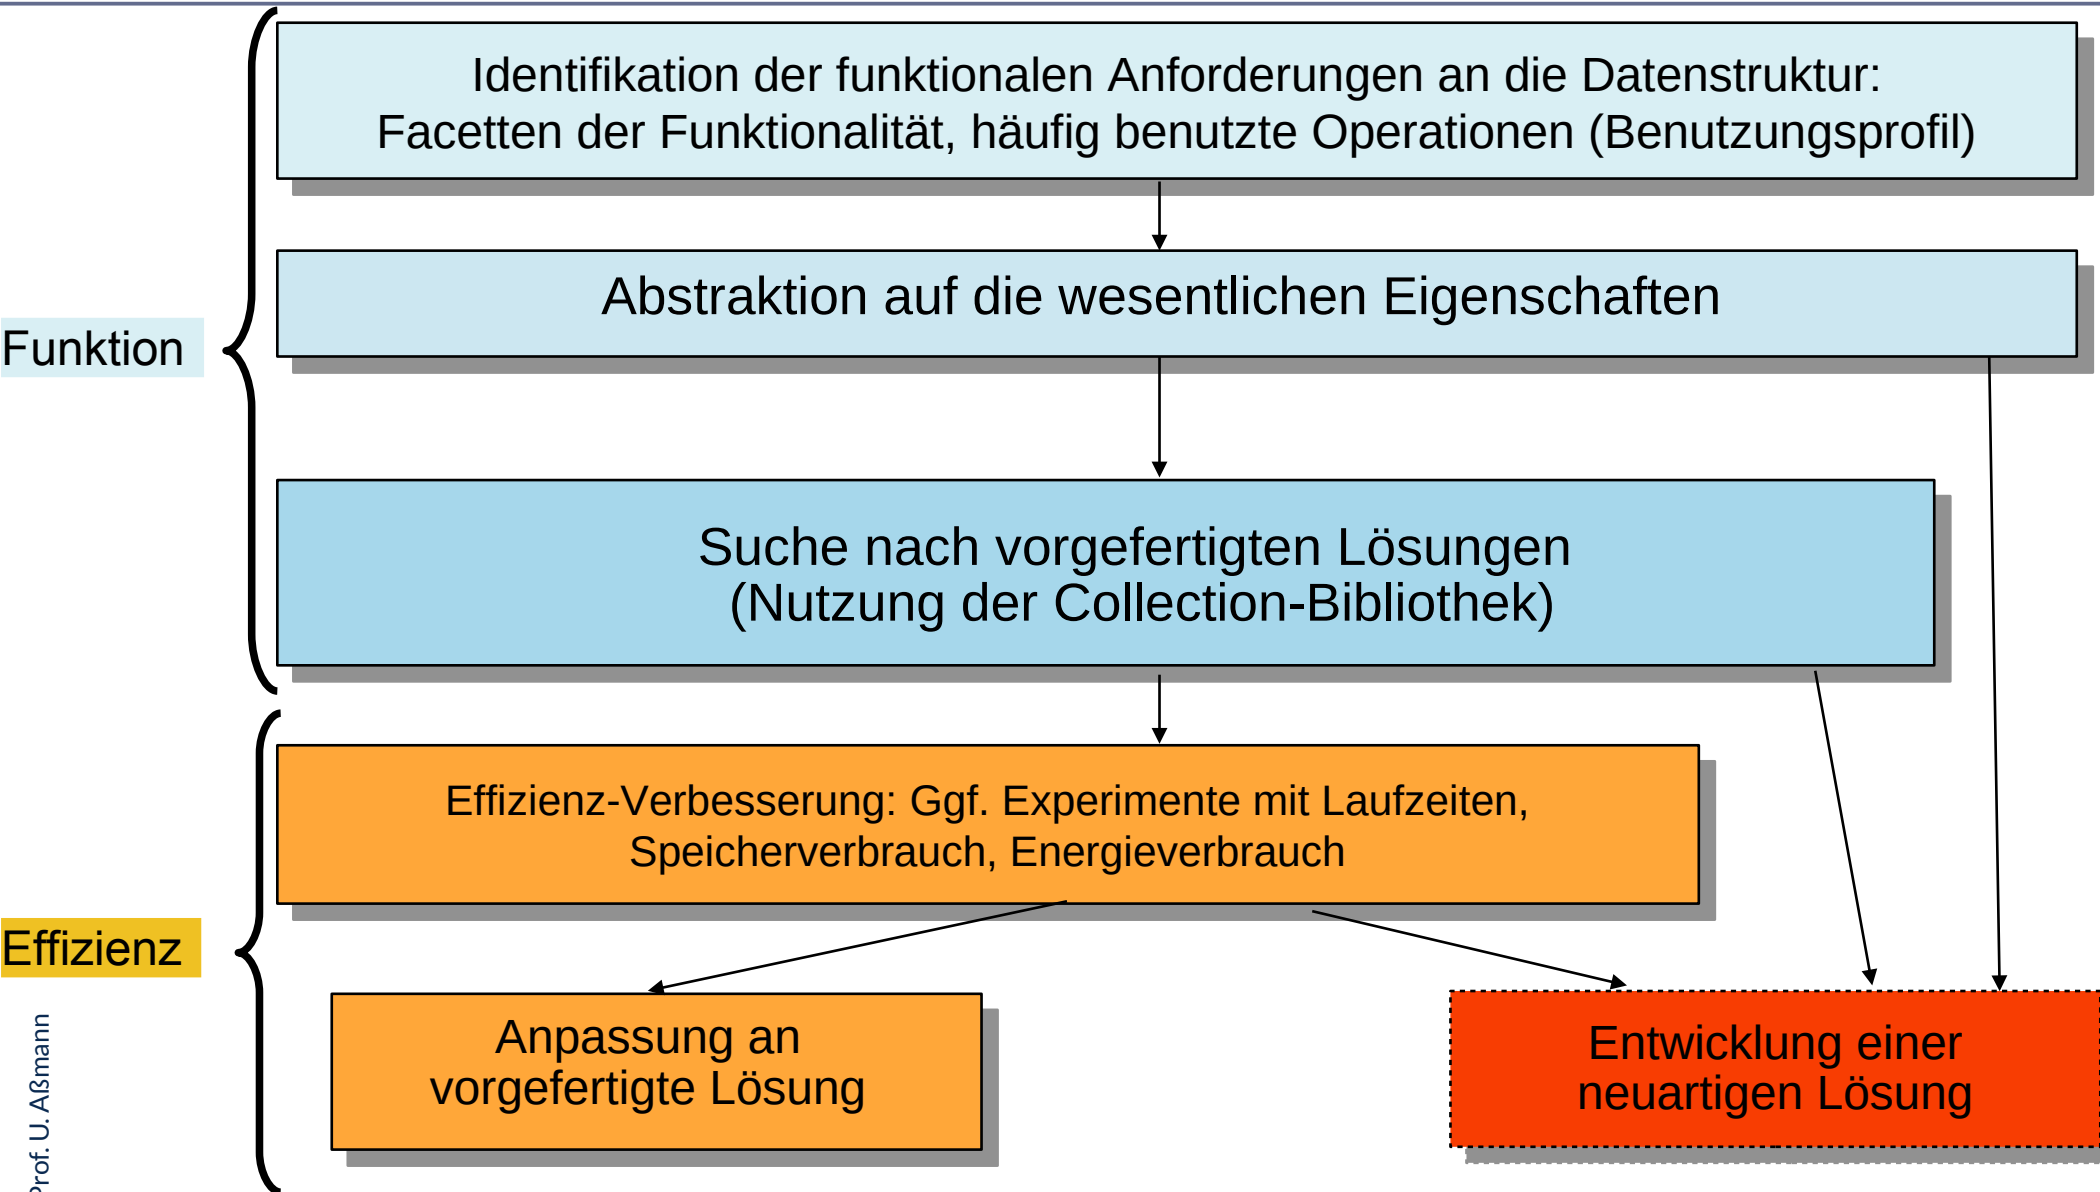 Identifikation der funktionalen Anforderungen an die Datenstruktur:
Facetten der Funktionalität, häufig benutzte Operationen (Benutzungsprofil)
Abstraktion auf die wesentlichen Eigenschaften
Funktion
Suche nach vorgefertigten Lösungen
(Nutzung der Collection-Bibliothek)
Effizienz-Verbesserung: Ggf. Experimente mit Laufzeiten,
Speicherverbrauch, Energieverbrauch
Effizienz
Anpassung an
vorgefertigte Lösung
Entwicklung einer
neuartigen Lösung
Prof. U. Aßmann